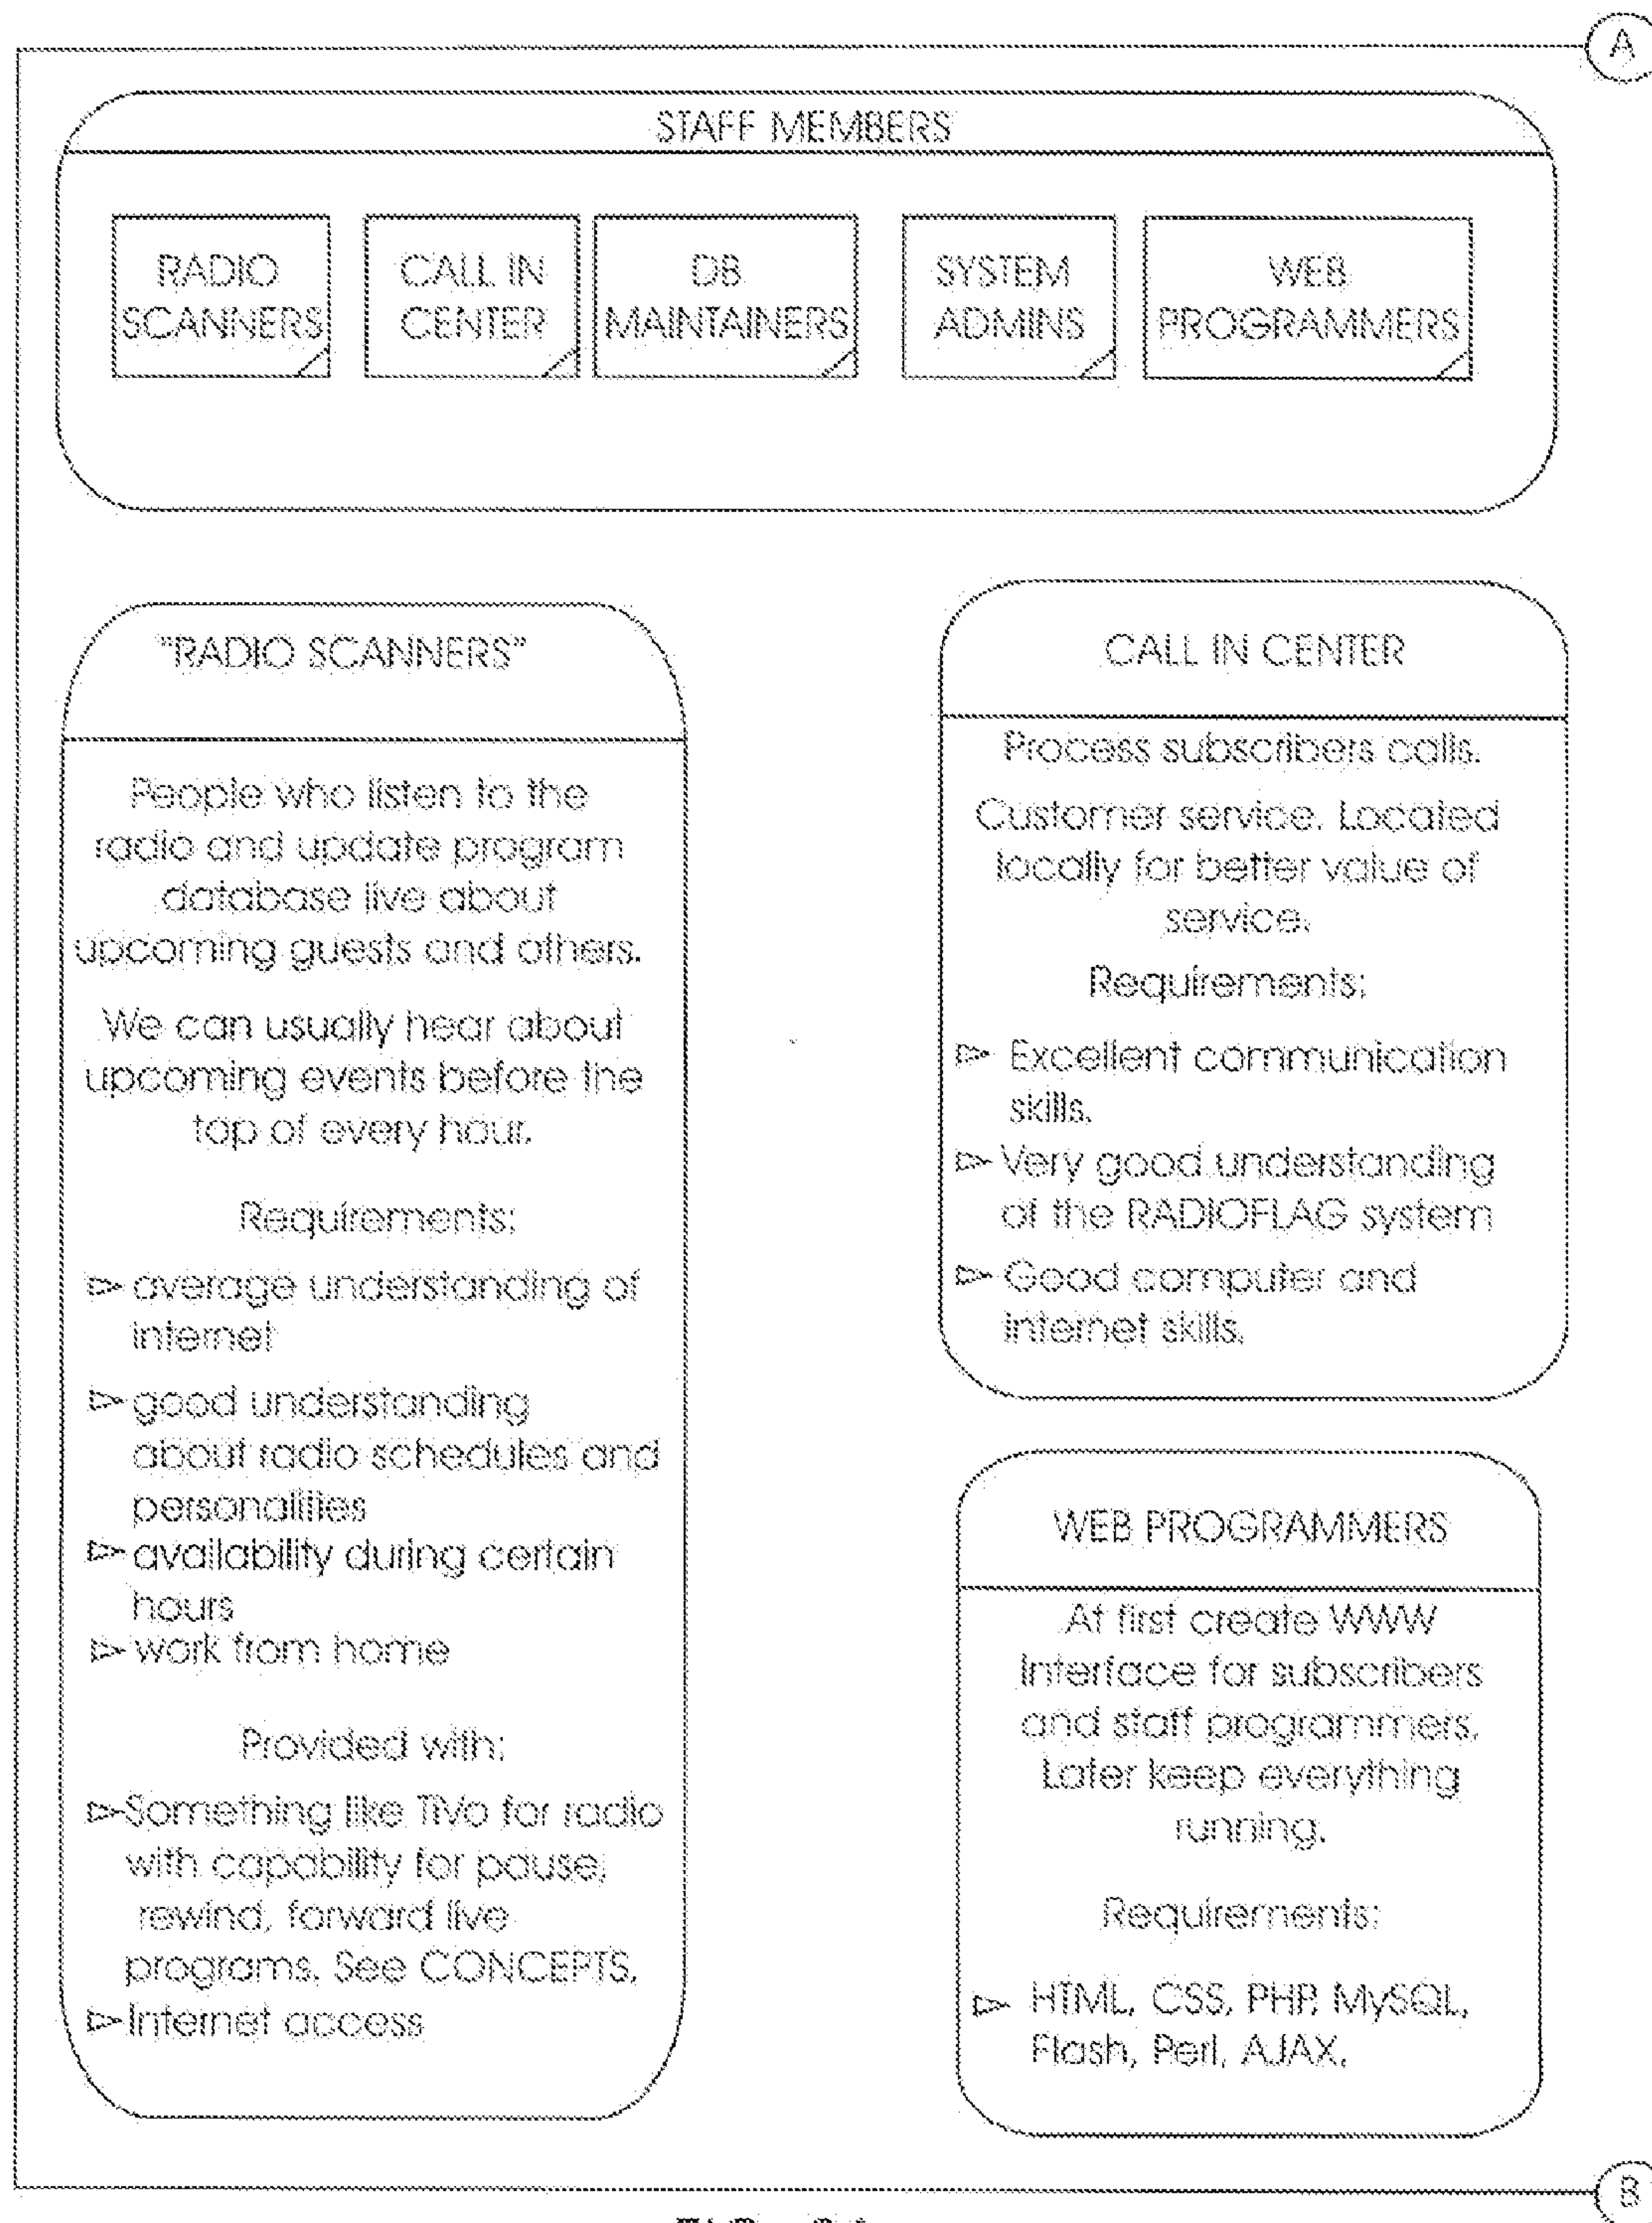 A
STAFF MEMBERS
RADIO
SCANNERS
CALL IN
CENTER
DB
MAINTAINERS
SYSTEM
ADMINS
WEB
PROGRAMMERS
"RADIO SCANNERS"
People who listen to the
radio and update program
database live about
upcoming guests and others.
We can usually hear about
upcoming events before the
top of every hour.
Requirements:
▻ average understanding of
internet
▻ good understanding
about radio schedules and
personalities
▻ availability during certain
hours
▻ work from home
Provided with:
▻ Something like TiVo for radio
with capability for pause,
rewind, forward live
programs. See CONCEPTS.
▻ Internet access
CALL IN CENTER
Process subscribers calls.
Customer service. Located
locally for better value of
service.
Requirements:
▻ Excellent communication
skills.
▻ Very good understanding
of the RADIOFLAG system
▻ Good computer and
Internet skills.
WEB PROGRAMMERS
At first create WWW
Interface for subscribers
and staff programmers.
Later keep everything
running.
Requirements:
▻ HTML, CSS, PHP, MySQL,
Flash, Perl, AJAX.
B